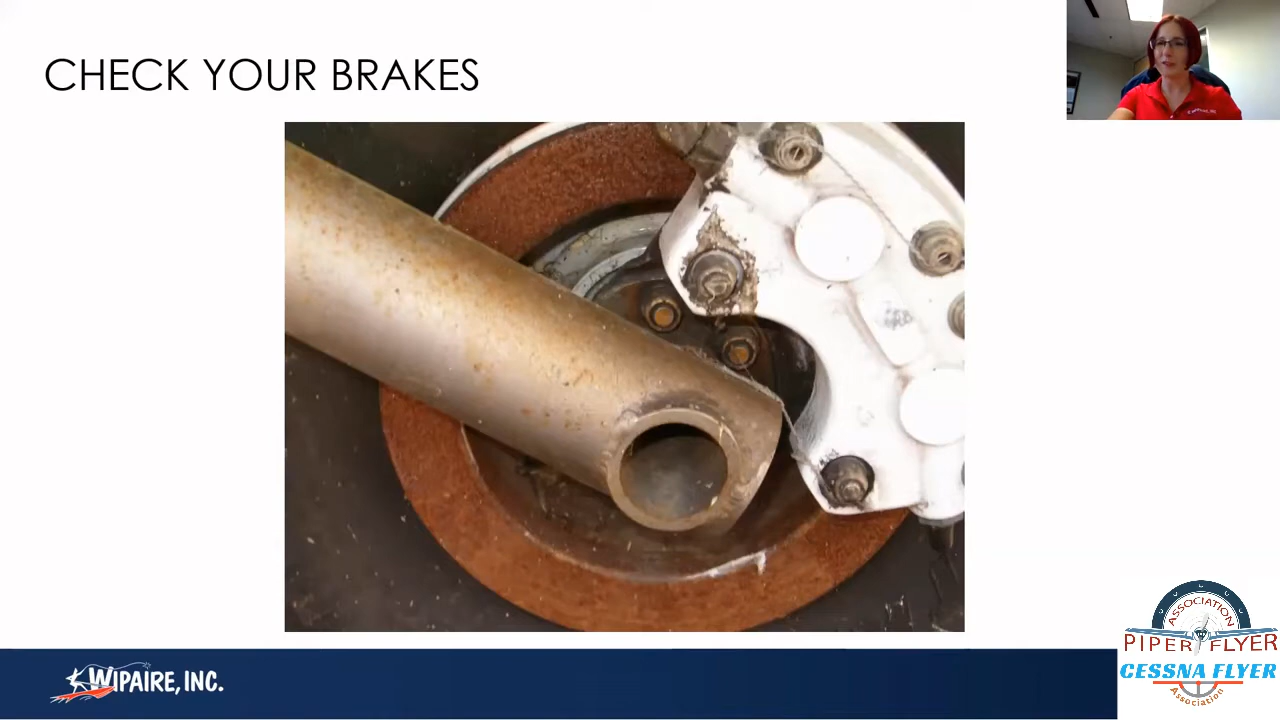 CHECK YOUR BRAKES
WIPAIRE, INC.
ASSOCIATION
PIPER FLYER
CESSNA FLYER
Association